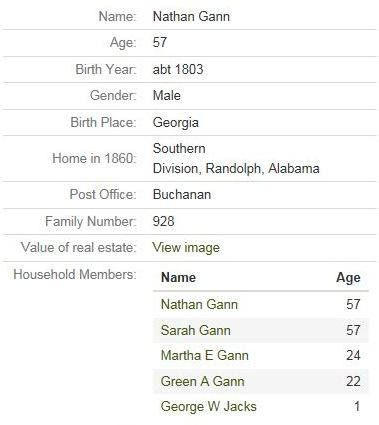 Name: Nathan Gann
Age: 57
Birth Year: abt 1803
Gender: Male
Birth Place: Georgia
Home in 1860: Southern
Division, Randolph, Alabama
Post Office: Buchanan
Family Number: 928
Value of real estate: View image
Household Members: Name Age
Nathan Gann 57
Sarah Gann 57
Martha E Gann 24
Green A Gann 22
George W Jacks 1